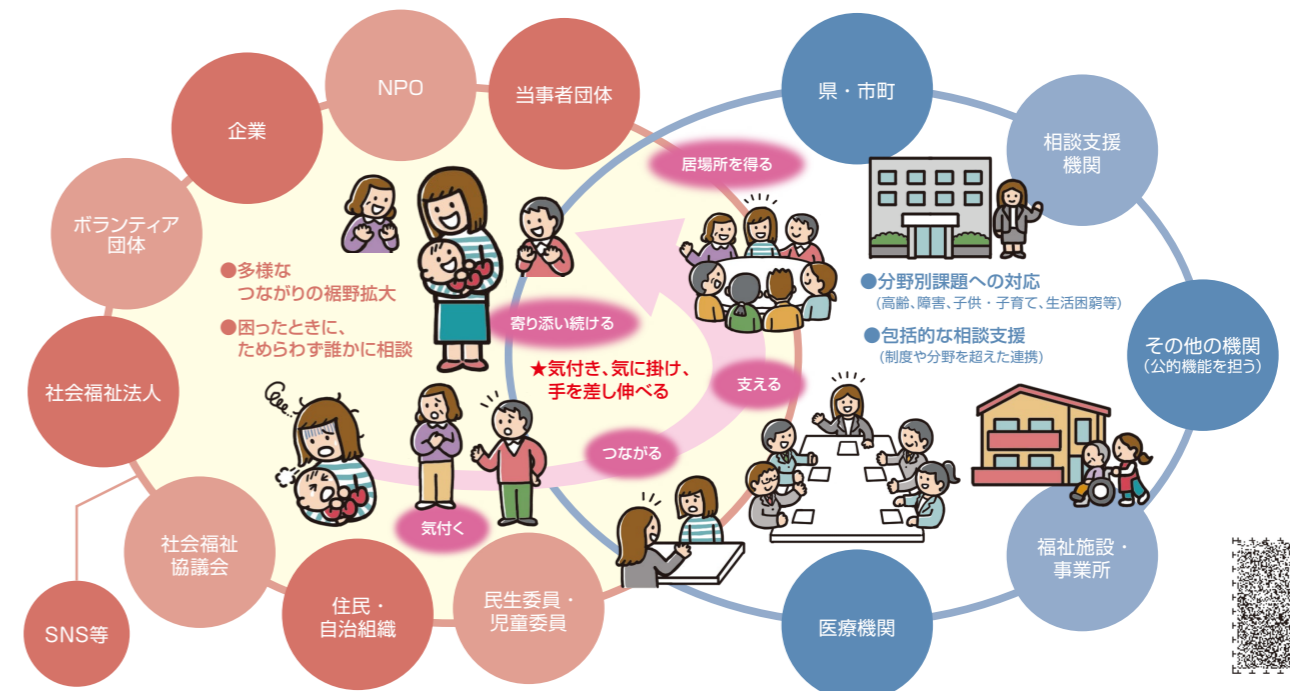 NPO
当事者団体
企業
ボランティア
団体
社会福祉法人
社会福祉
協議会
SNS等
住民・
自治組織
民生委員・
児童委員
●多様な
つながりの裾野拡大
●困ったときに、
ためらわず誰かに相談
居場所を得る
寄り添い続ける
★気付き、気に掛け、
手を差し伸べる
支える
つながる
気付く
県・市町
相談支援
機関
●分野別課題への対応
(高齢、障害、子供・子育て、生活困窮等)
●包括的な相談支援
(制度や分野を超えた連携)
その他の機関
(公的機能を担う)
福祉施設・
事業所
医療機関